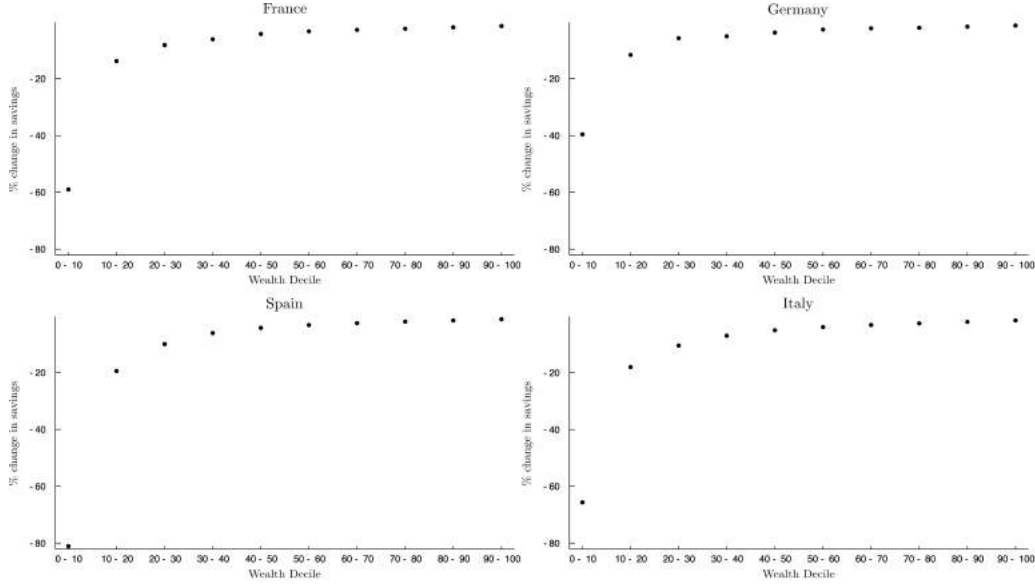 France
% change in savings
- 20
- 40
- 60
- 80
0 - 10 10 - 20 20 - 30 30 - 40 40 - 50 50 - 60 60 - 70 70 - 80 80 - 90 90 - 100
Wealth Decile
Germany
% change in savings
- 20
- 40
- 60
- 80
0 - 10 10 - 20 20 - 30 30 - 40 40 - 50 50 - 60 60 - 70 70 - 80 80 - 90 90 - 100
Wealth Decile
Spain
% change in savings
- 20
- 40
- 60
- 80
0 - 10 10 - 20 20 - 30 30 - 40 40 - 50 50 - 60 60 - 70 70 - 80 80 - 90 90 - 100
Wealth Decile
Italy
% change in savings
- 20
- 40
- 60
- 80
0 - 10 10 - 20 20 - 30 30 - 40 40 - 50 50 - 60 60 - 70 70 - 80 80 - 90 90 - 100
Wealth Decile